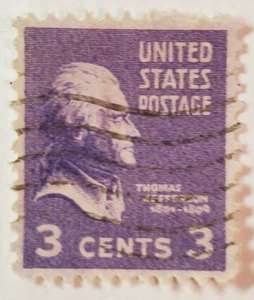 UNITED
STATES
POSTAGE
THOMAS
JEFFERSON
1801-1809
3 CENTS 3